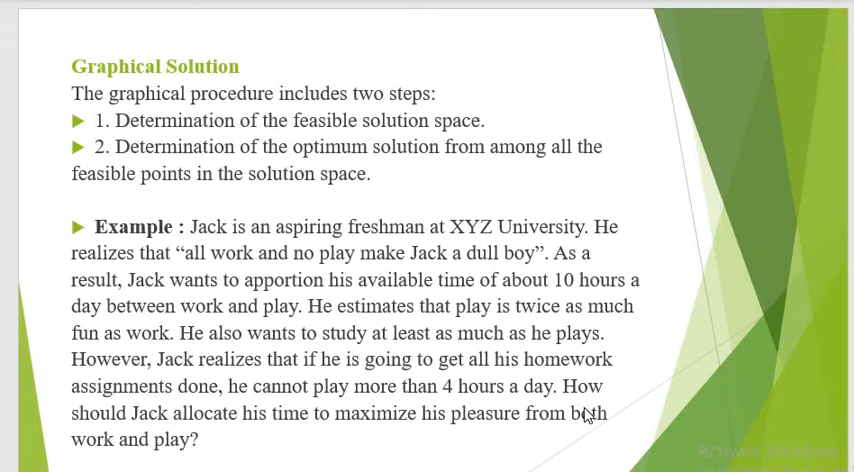 Graphical Solution
The graphical procedure includes two steps:
1. Determination of the feasible solution space.
2. Determination of the optimum solution from among all the
feasible points in the solution space.
Example : Jack is an aspiring freshman at XYZ University. He
realizes that “all work and no play make Jack a dull boy”. As a
result, Jack wants to apportion his available time of about 10 hours a
day between work and play. He estimates that play is twice as much
fun as work. He also wants to study at least as much as he plays.
However, Jack realizes that if he is going to get all his homework
assignments done, he cannot play more than 4 hours a day. How
should Jack allocate his time to maximize his pleasure from both
work and play?
Activate Windows